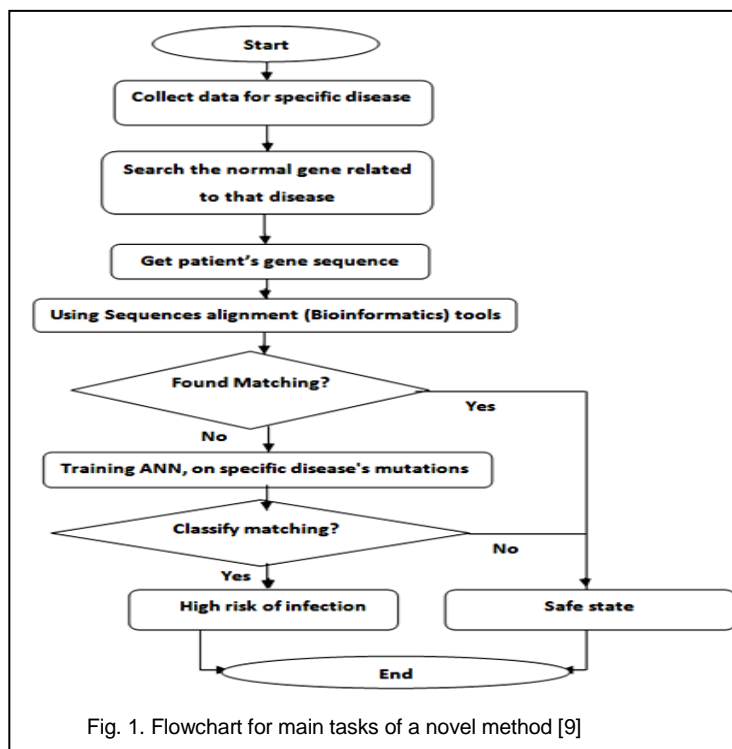 Start
Collect data for specific disease
Search the normal gene related
to that disease
Get patient's gene sequence
Using Sequences alignment (Bioinformatics) tools
Found Matching?
Yes
No
Training ANN, on specific disease's mutations
Classify matching?
No
Yes
High risk of infection
Safe state
End
Fig. 1. Flowchart for main tasks of a novel method [9]